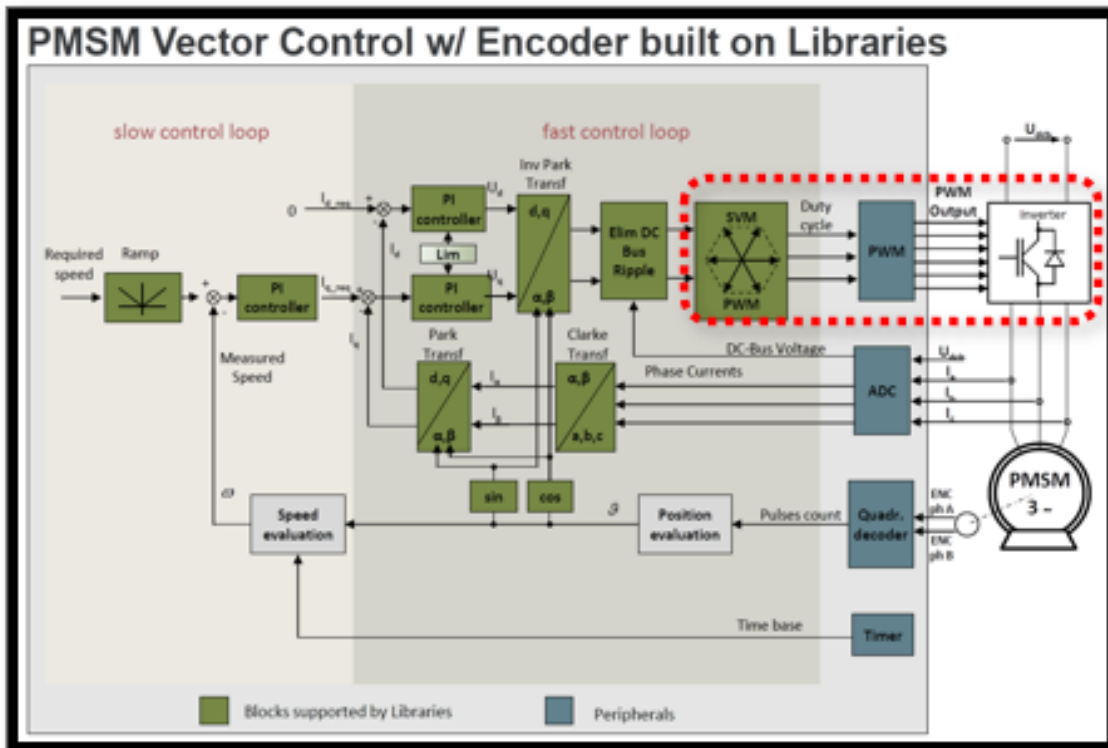 PMSM Vector Control w/ Encoder built on Libraries
slow control loop
fast control loop
Inv Park
Transf
PI
controller
d,q
α,β
Lim
PI
controller
Elim DC
Bus
Ripple
SVM
PWM
Duty
cycle
PWM
PWM
Output
Inverter
0
I d_req
U d
I d
Required
speed
Ramp
PI
controller
I q_req
U q
I q
Measured
Speed
Park
Transf
d,q
α,β
Clarke
Transf
α,β
a,b,c
DC-Bus Voltage
Phase Currents
ADC
PMSM
3 ~
sin
cos
ω
Speed
evaluation
ϑ
Position
evaluation
Pulses count
Quadr.
decoder
ENC
ph A
ENC
ph B
Time base
Timer
Blocks supported by Libraries
Peripherals